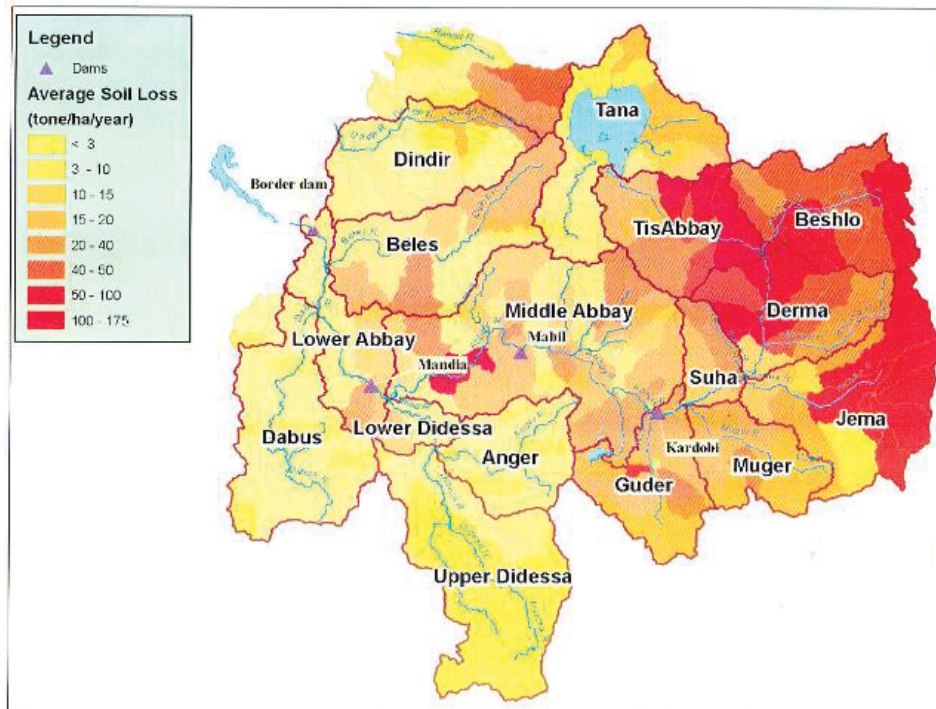 Legend
Dams
Average Soil Loss
(tone/ha/year)
< 3
3 - 10
10 - 15
15 - 20
20 - 40
40 - 50
50 - 100
100 - 175
Tana
Dindir
Border dam
Beles
TisAbbay
Beshlo
Middle Abbay
Derma
Lower Abbay
Mabil
Mandia
Suha
Jema
Lower Didessa
Dabus
Anger
Kardobi
Muger
Guder
Upper Didessa